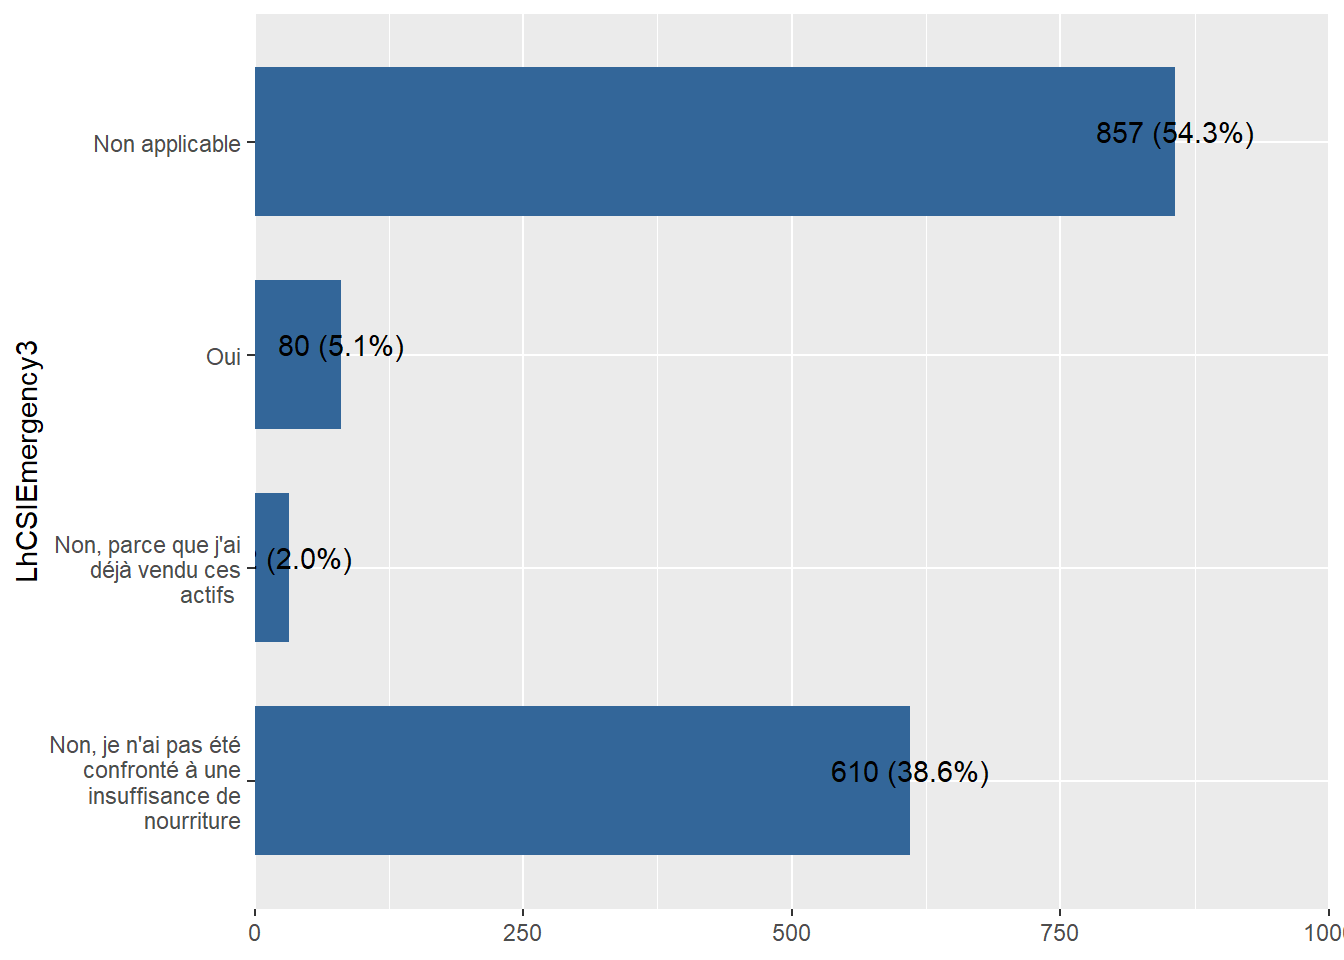 LhCSIEmergency3
Non applicable
857 (54.3%)
Oui
80 (5.1%)
Non, parce que j'ai
déjà vendu ces
actifs
(2.0%)
Non, je n'ai pas été
confronté à une
insuffisance de
nourriture
610 (38.6%)
0 250 500 750